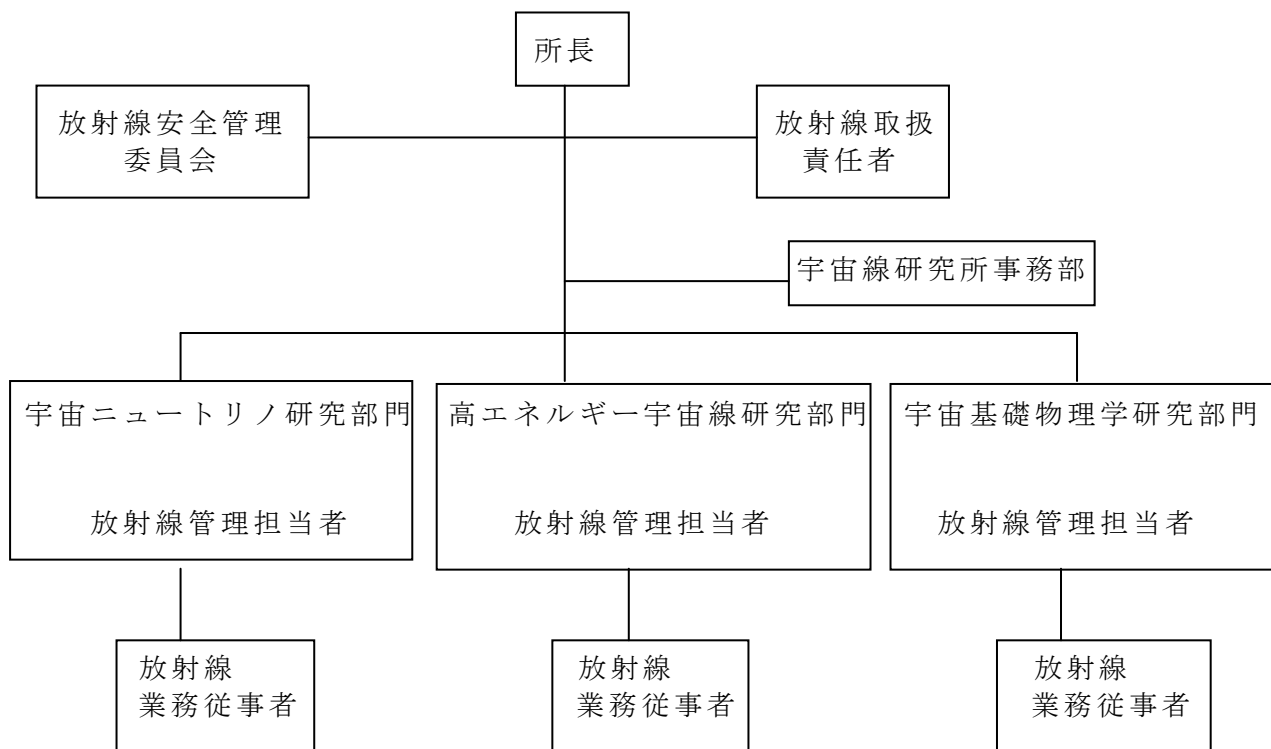 所長
放射線安全管理
委員会
放射線取扱
責任者
宇宙線研究所事務部
宇宙ニュートリノ研究部門
放射線管理担当者
高エネルギー宇宙線研究部門
放射線管理担当者
宇宙基礎物理学研究部門
放射線管理担当者
放射線
業務従事者
放射線
業務従事者
放射線
業務従事者